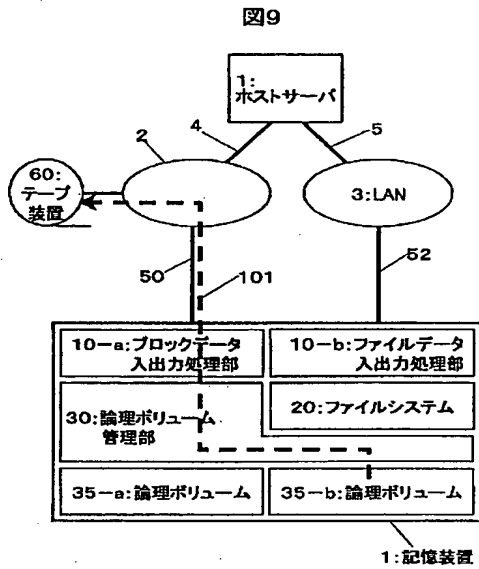 図9
1:
ホストサーバ
4
5
2
60:
テープ
装置
3:LAN
50
101
52
10-a:ブロックデータ
入出力処理部
10-b:ファイルデータ
入出力処理部
30:論理ボリューム
管理部
20:ファイルシステム
35-a:論理ボリューム
35-b:論理ボリューム
1:記憶装置